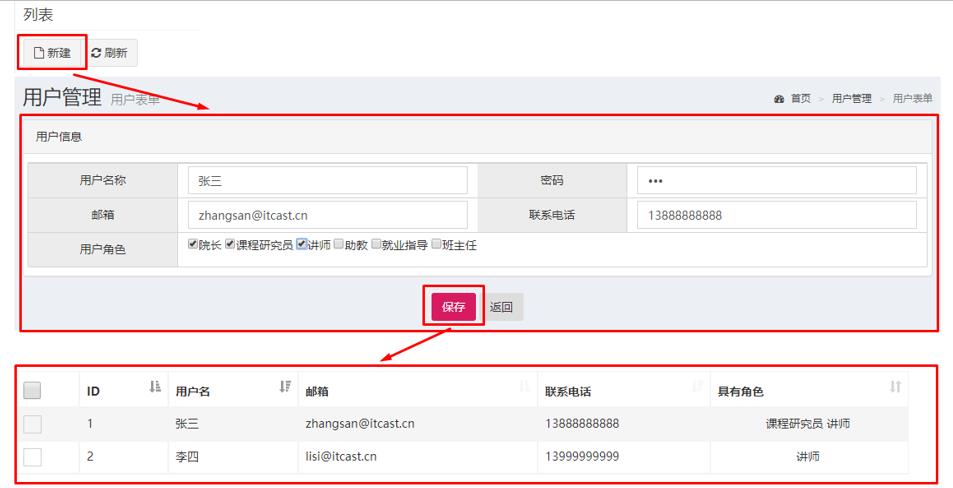 列表
新建 刷新
用户管理 用户表单 首页 > 用户管理 > 用户表单
用户信息
用户名称 张三 密码 •••
邮箱 zhangsan@itcast.cn 联系电话 13888888888
用户角色 院长 课程研究员 讲师 助教 就业指导 班主任
保存 返回
ID 用户名 邮箱 联系电话 具有角色
1 张三 zhangsan@itcast.cn 13888888888 课程研究员 讲师
2 李四 lisi@itcast.cn 13999999999 讲师